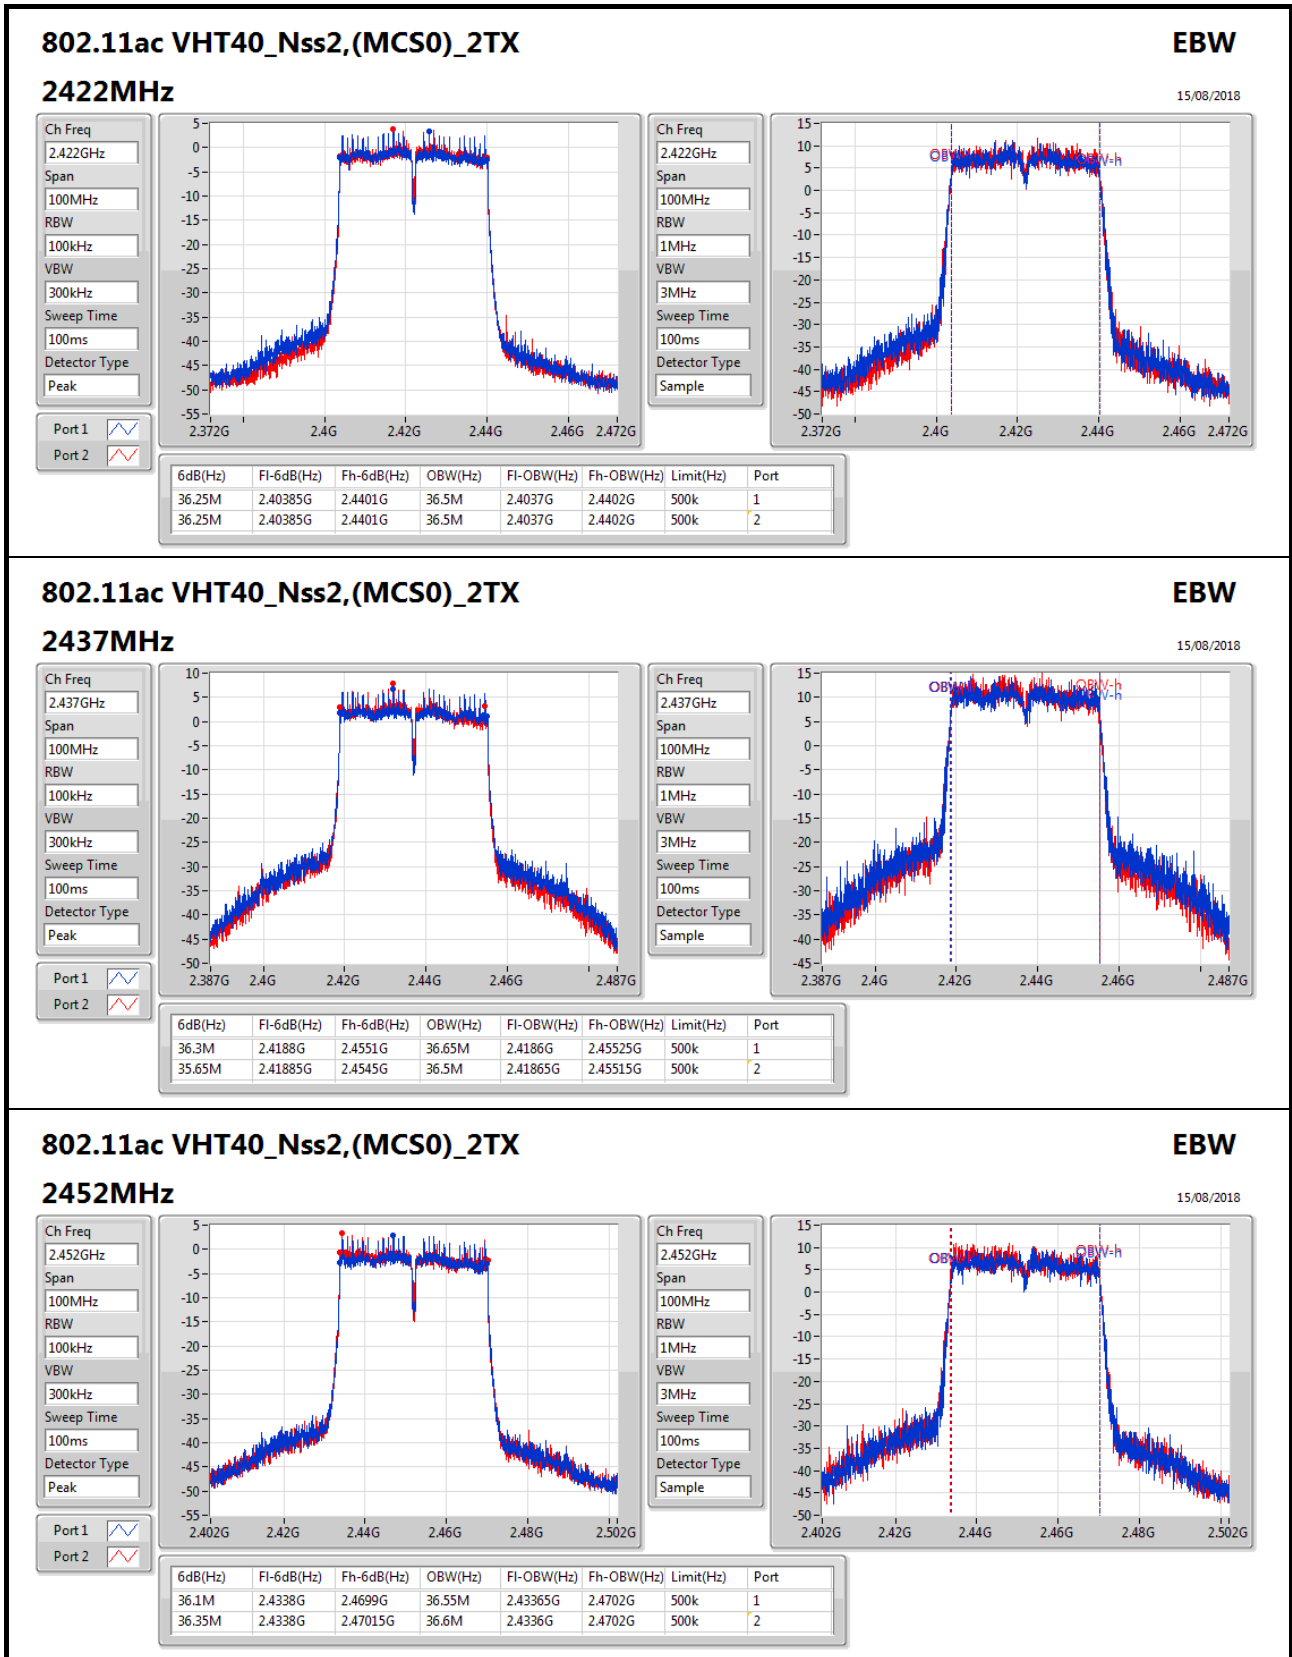 802.11ac VHT40_Nss2,(MCS0)_2TX EBW
2422MHz 15/08/2018
Ch Freq
2.422GHz
Span
100MHz
RBW
100kHz
VBW
300kHz
Sweep Time
100ms
Detector Type
Peak
Port 1
Port 2
5
0
-5
-10
-15
-20
-25
-30
-35
-40
-45
-50
-55
2.372G 2.4G 2.42G 2.44G 2.46G 2.472G
Ch Freq
2.422GHz
Span
100MHz
RBW
1MHz
VBW
3MHz
Sweep Time
100ms
Detector Type
Sample
15
10
5
0
-5
-10
-15
-20
-25
-30
-35
-40
-45
-50
OBW-h
2.372G 2.4G 2.42G 2.44G 2.46G 2.472G
6dB(Hz) Fl-6dB(Hz) Fh-6dB(Hz) OBW(Hz) Fl-OBW(Hz) Fh-OBW(Hz) Limit(Hz) Port
36.25M 2.40385G 2.4401G 36.5M 2.4037G 2.4402G 500k 1
36.25M 2.40385G 2.4401G 36.5M 2.4037G 2.4402G 500k 2
802.11ac VHT40_Nss2,(MCS0)_2TX EBW
2437MHz 15/08/2018
Ch Freq
2.437GHz
Span
100MHz
RBW
100kHz
VBW
300kHz
Sweep Time
100ms
Detector Type
Peak
Port 1
Port 2
10
5
0
-5
-10
-15
-20
-25
-30
-35
-40
-45
-50
2.387G 2.4G 2.42G 2.44G 2.46G 2.487G
Ch Freq
2.437GHz
Span
100MHz
RBW
1MHz
VBW
3MHz
Sweep Time
100ms
Detector Type
Sample
15
10
5
0
-5
-10
-15
-20
-25
-30
-35
-40
-45
OBW-h
2.387G 2.4G 2.42G 2.44G 2.46G 2.487G
6dB(Hz) Fl-6dB(Hz) Fh-6dB(Hz) OBW(Hz) Fl-OBW(Hz) Fh-OBW(Hz) Limit(Hz) Port
36.3M 2.4188G 2.4551G 36.65M 2.4186G 2.45525G 500k 1
35.65M 2.41885G 2.4545G 36.5M 2.41865G 2.45515G 500k 2
802.11ac VHT40_Nss2,(MCS0)_2TX EBW
2452MHz 15/08/2018
Ch Freq
2.452GHz
Span
100MHz
RBW
100kHz
VBW
300kHz
Sweep Time
100ms
Detector Type
Peak
Port 1
Port 2
5
0
-5
-10
-15
-20
-25
-30
-35
-40
-45
-50
-55
2.402G 2.42G 2.44G 2.46G 2.48G 2.502G
Ch Freq
2.452GHz
Span
100MHz
RBW
1MHz
VBW
3MHz
Sweep Time
100ms
Detector Type
Sample
15
10
5
0
-5
-10
-15
-20
-25
-30
-35
-40
-45
-50
OBW-h
2.402G 2.42G 2.44G 2.46G 2.48G 2.502G
6dB(Hz) Fl-6dB(Hz) Fh-6dB(Hz) OBW(Hz) Fl-OBW(Hz) Fh-OBW(Hz) Limit(Hz) Port
36.1M 2.4338G 2.4699G 36.55M 2.43365G 2.4702G 500k 1
36.35M 2.4338G 2.47015G 36.6M 2.4336G 2.4702G 500k 2